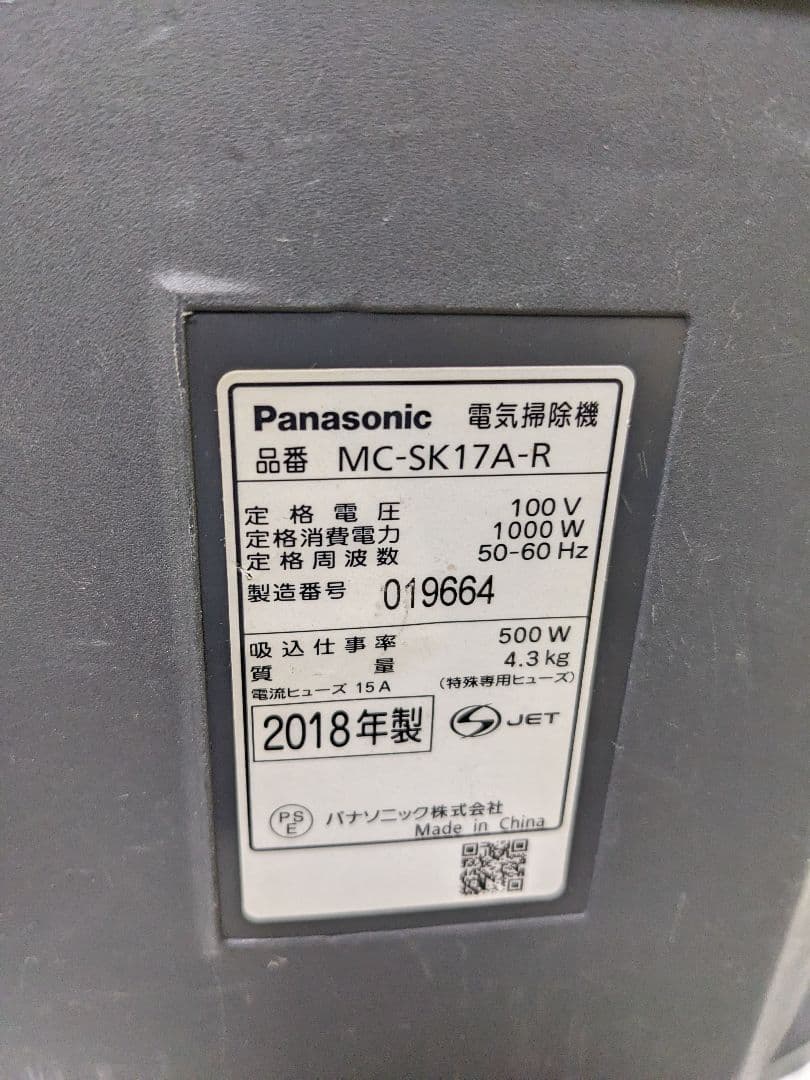 Panasonic 電気掃除機
品番 MC-SK17A-R
定格電圧 100 V
定格消費電力 1000 W
定格周波数 50-60 Hz
製造番号 019664
吸込仕事率 500 W
質量 4.3 kg
電流ヒューズ 15 A (特殊専用ヒューズ)
2018年製 JET
PS
E パナソニック株式会社
Made in China